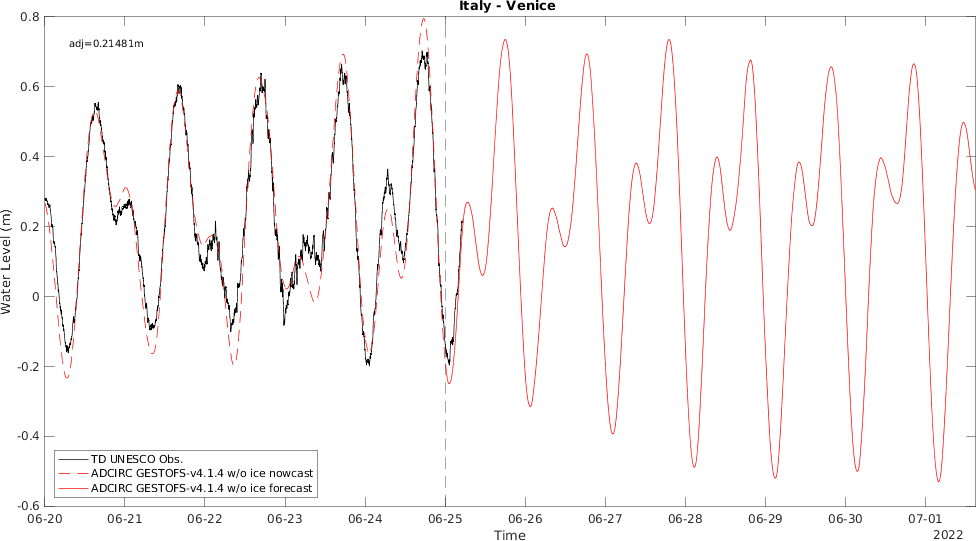 Italy - Venice
adj=0.21481m
Water Level (m)
0.8
0.6
0.4
0.2
0
-0.2
-0.4
-0.6
TD UNESCO Obs.
ADCIRC GESTOFS-v4.1.4 w/o ice nowcast
ADCIRC GESTOFS-v4.1.4 w/o ice forecast
06-20 06-21 06-22 06-23 06-24 06-25 06-26 06-27 06-28 06-29 06-30 07-01
Time
2022